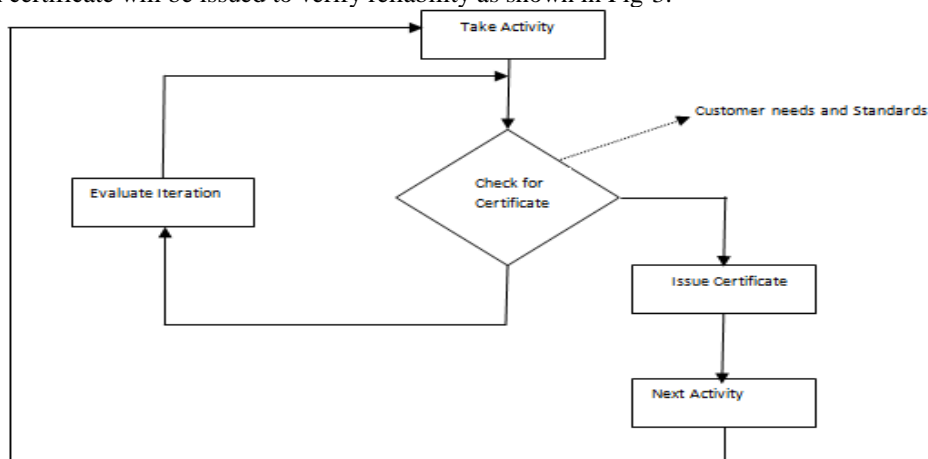 certificate will be issued to verify reliability as shown in Fig-3.
Take Activity
Customer needs and Standards
Check for
Certificate
Evaluate Iteration
Issue Certificate
Next Activity